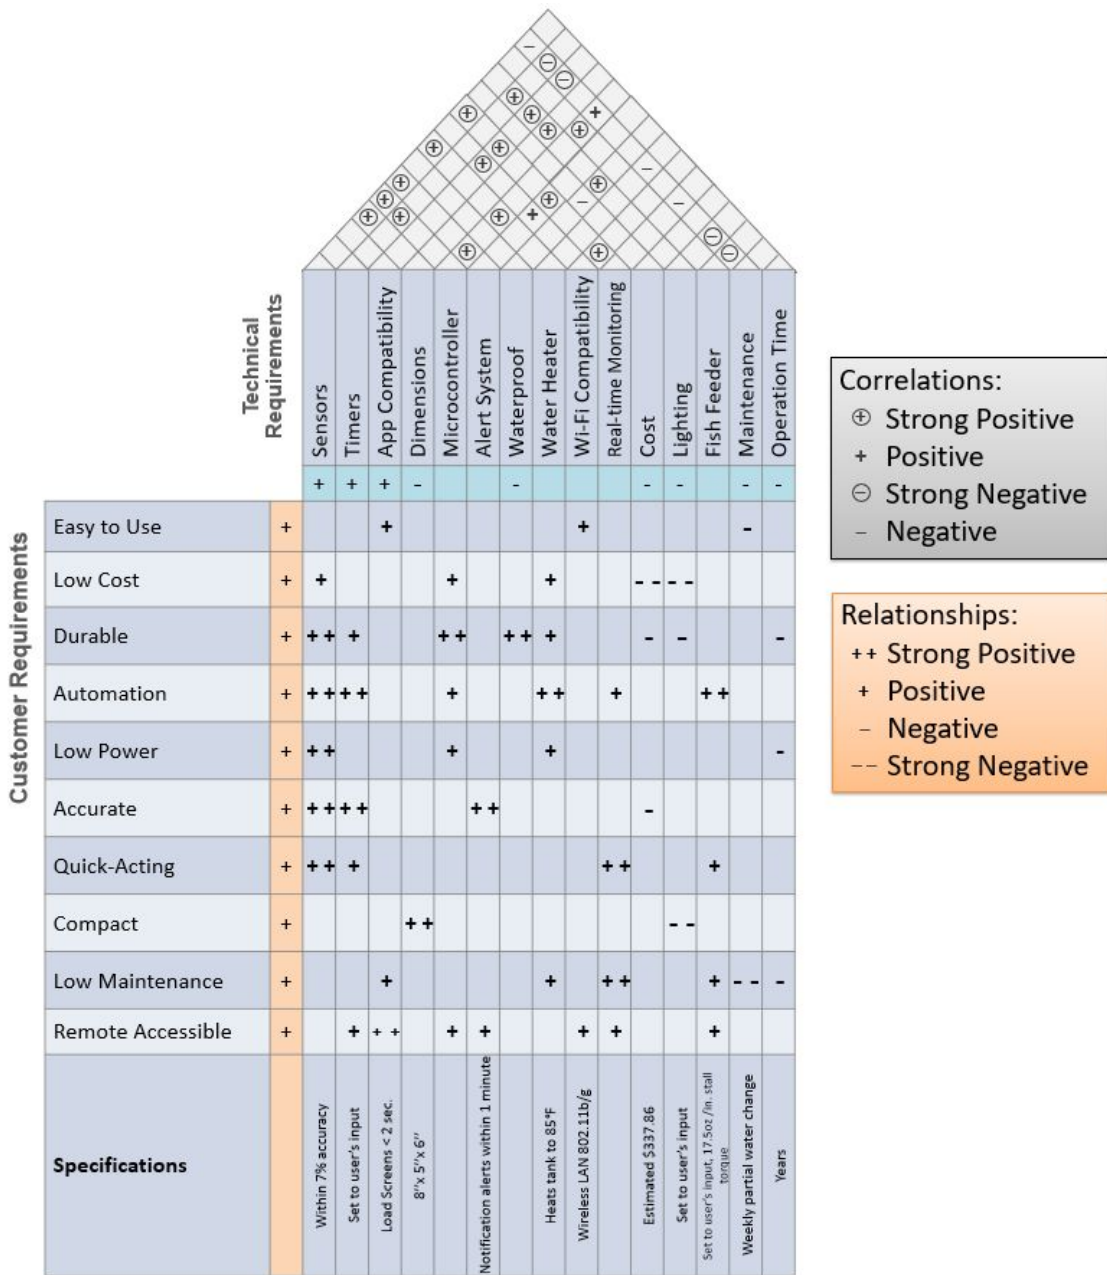 Technical
Requirements
Sensors
Timers
App Compatibility
Dimensions
Microcontroller
Alert System
Waterproof
Water Heater
Wi-Fi Compatibility
Real-time Monitoring
Cost
Lighting
Fish Feeder
Maintenance
Operation Time
+ + + - - - - - -
Customer Requirements
Easy to Use + + + -
Low Cost + + + + - - - -
Durable + + + + + + + + + - - -
Automation + + + + + + + + + + + +
Low Power + + + + + -
Accurate + + + + + + + -
Quick-Acting + + + + + + +
Compact + + + - -
Low Maintenance + + + + + + - - -
Remote Accessible + + + + + + + + +
Specifications
Within 7% accuracy
Set to user's input
Load Screens < 2 sec.
8"x 5"x 6"
Notification alerts within 1 minute
Heats tank to 85°F
Wireless LAN 802.11b/g
Estimated $337.86
Set to user's input
Set to user's input, 17.5oz /in. stall
torque
Weekly partial water change
Years
Correlations:
⊕ Strong Positive
+ Positive
⊖ Strong Negative
− Negative
Relationships:
++ Strong Positive
+ Positive
− Negative
−− Strong Negative